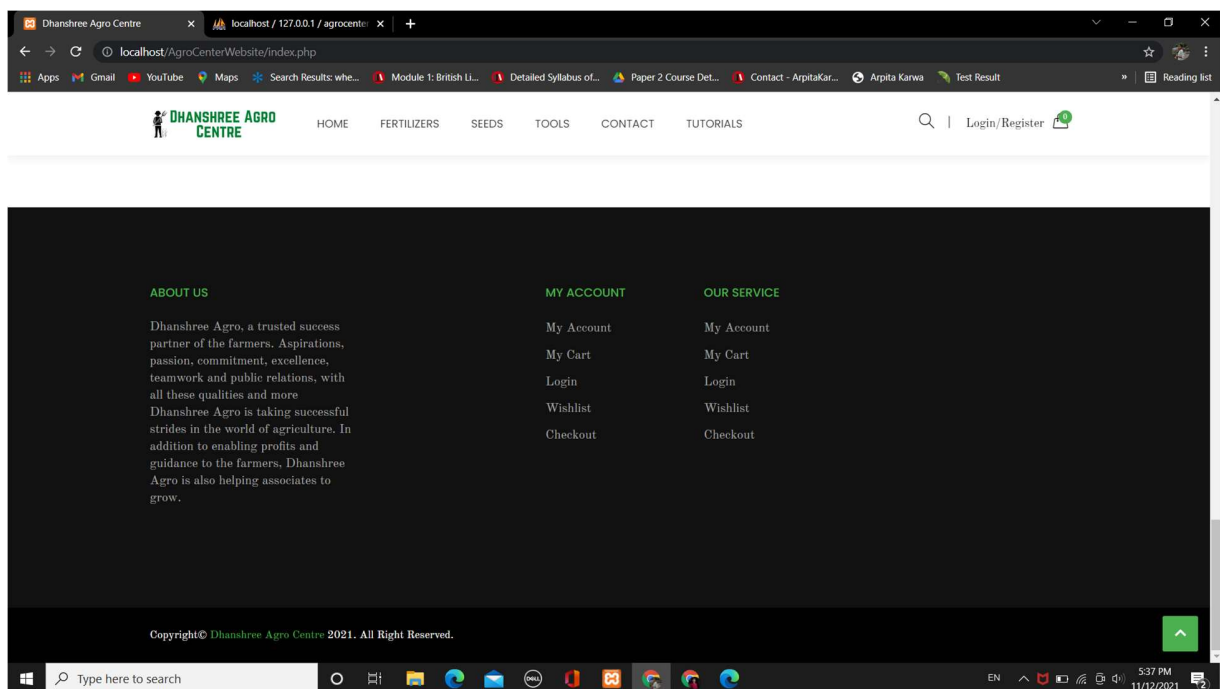 Dhanshree Agro Centre
localhost / 127.0.0.1 / agrocenter
localhost/AgroCenterWebsite/index.php
Apps Gmail YouTube Maps Search Results: whe... Module 1: British Li... Detailed Syllabus of... Paper 2 Course Det... Contact - ArpitaKar... Arpita Karwa Test Result » Reading list
DHANSHREE AGRO
CENTRE
HOME FERTILIZERS SEEDS TOOLS CONTACT TUTORIALS
| Login/Register 0
ABOUT US
Dhanshree Agro, a trusted success
partner of the farmers. Aspirations,
passion, commitment, excellence,
teamwork and public relations, with
all these qualities and more
Dhanshree Agro is taking successful
strides in the world of agriculture. In
addition to enabling profits and
guidance to the farmers, Dhanshree
Agro is also helping associates to
grow.
MY ACCOUNT
My Account
My Cart
Login
Wishlist
Checkout
OUR SERVICE
My Account
My Cart
Login
Wishlist
Checkout
Copyright© Dhanshree Agro Centre 2021. All Right Reserved.
Type here to search
DELL
EN
5:37 PM
11/12/2021
2